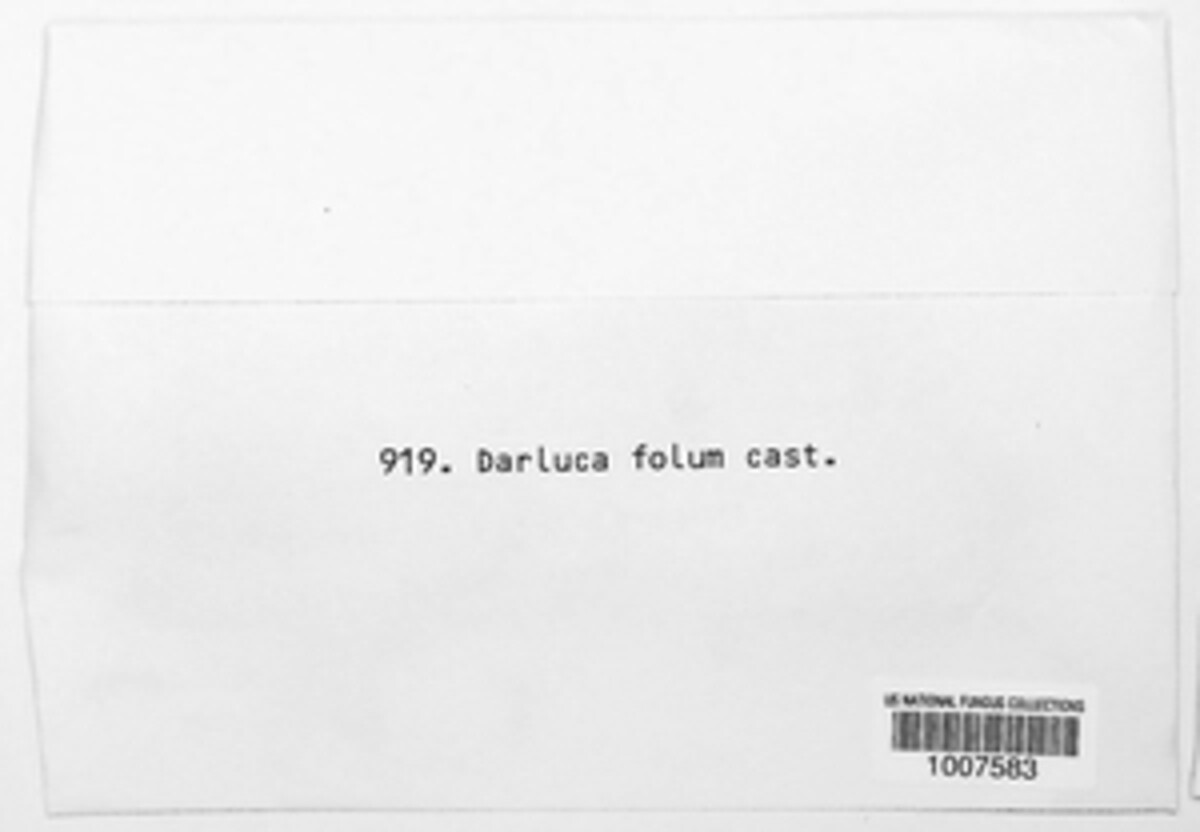 919. Darluca folum cast.
US NATIONAL FUNGUS COLLECTIONS
1007583